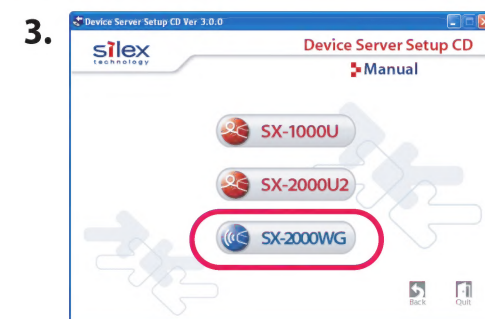 3.
Device Server Setup CD Ver 3.0.0
silex
technology
Device Server Setup CD
Manual
SX-1000U
SX-2000U2
SX-2000WG
Back
Quit